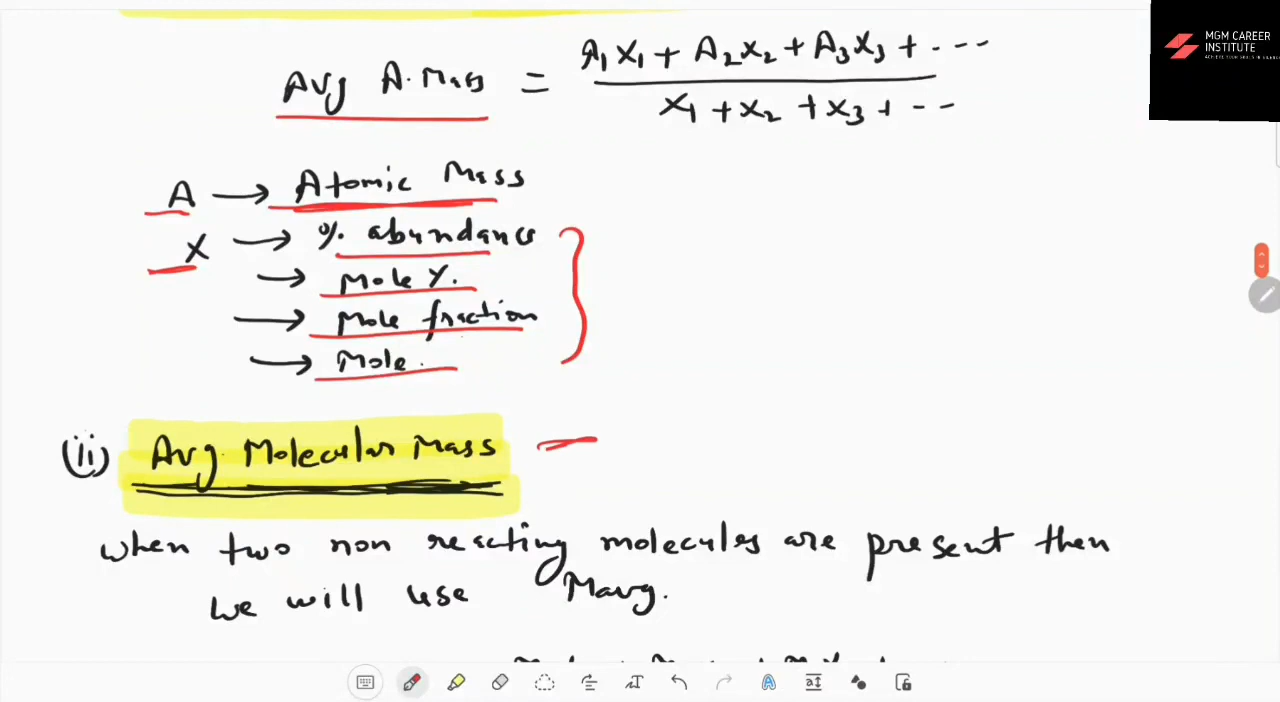 MGM CAREER
INSTITUTE
Avg A. Mass = A₁X₁ + A₂X₂ + A₃X₃ + ---
X₁ + X₂ + X₃ + --
A → Atomic Mass
X → % abundance
→ Mole %.
→ Mole fraction
→ Mole.
(ii) Avg. Molecular Mass —
when two non reacting molecules are present then
we will use Mavg.